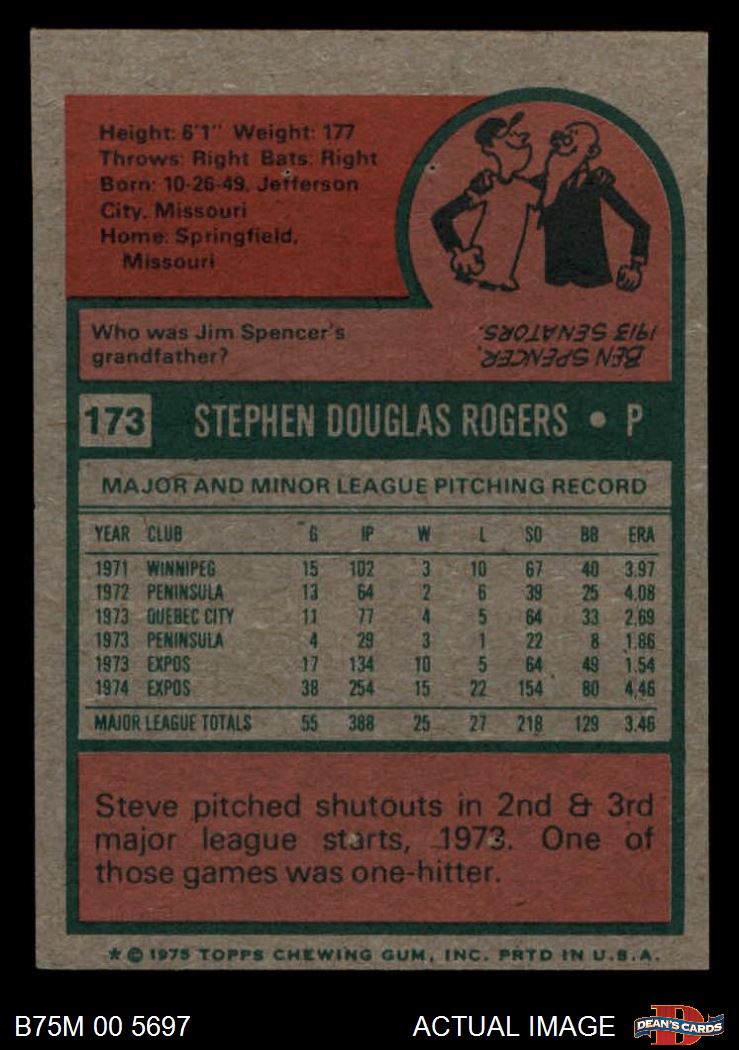 Height: 6'1" Weight: 177
Throws: Right Bats: Right
Born: 10-26-49, Jefferson
City, Missouri
Home: Springfield,
Missouri
Who was Jim Spencer's
grandfather?
BEN SPENCER,
1913 SENATORS.
173 STEPHEN DOUGLAS ROGERS • P
MAJOR AND MINOR LEAGUE PITCHING RECORD
YEAR CLUB G IP W L SO BB ERA
1971 WINNIPEG 15 102 3 10 67 40 3.97
1972 PENINSULA 13 64 2 6 39 25 4.08
1973 QUEBEC CITY 11 77 4 5 64 33 2.69
1973 PENINSULA 4 29 3 1 22 8 1.86
1973 EXPOS 17 134 10 5 64 49 1.54
1974 EXPOS 38 254 15 22 154 80 4.46
MAJOR LEAGUE TOTALS 55 388 25 27 218 129 3.46
Steve pitched shutouts in 2nd & 3rd
major league starts, 1973. One of
those games was one-hitter.
* © 1975 TOPPS CHEWING GUM, INC. PRTD IN U.S.A.
B75M 00 5697 ACTUAL IMAGE D DEAN'S CARDS